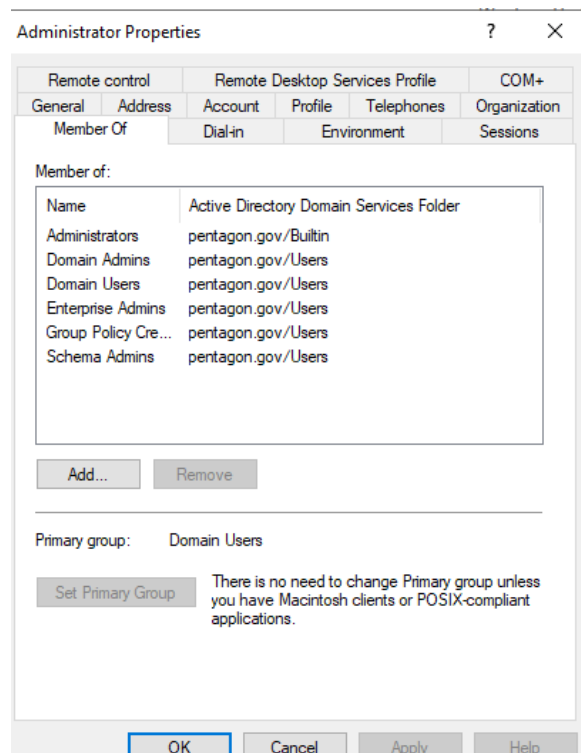 Administrator Properties ? ×
Remote control Remote Desktop Services Profile COM+
General Address Account Profile Telephones Organization
Member Of Dial-in Environment Sessions
Member of:
Name Active Directory Domain Services Folder
Administrators pentagon.gov/Builtin
Domain Admins pentagon.gov/Users
Domain Users pentagon.gov/Users
Enterprise Admins pentagon.gov/Users
Group Policy Cre... pentagon.gov/Users
Schema Admins pentagon.gov/Users
Add... Remove
Primary group: Domain Users
Set Primary Group
There is no need to change Primary group unless
you have Macintosh clients or POSIX-compliant
applications.
OK Cancel Apply Help